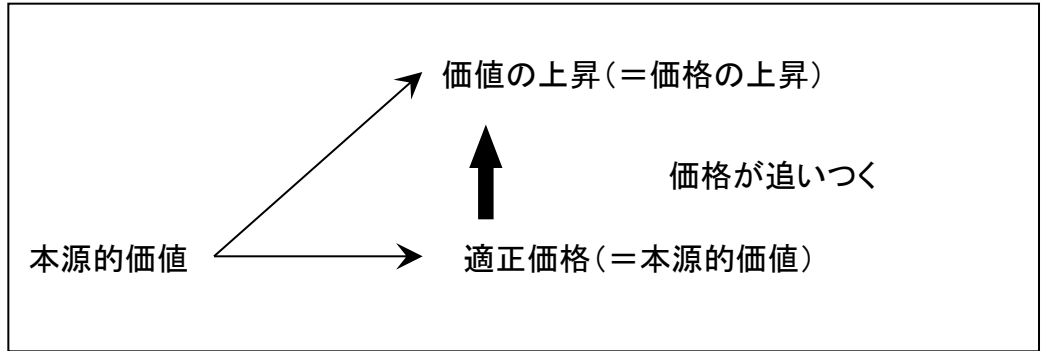 価値の上昇（＝価格の上昇）
価格が追いつく
本源的価値
適正価格（＝本源的価値）